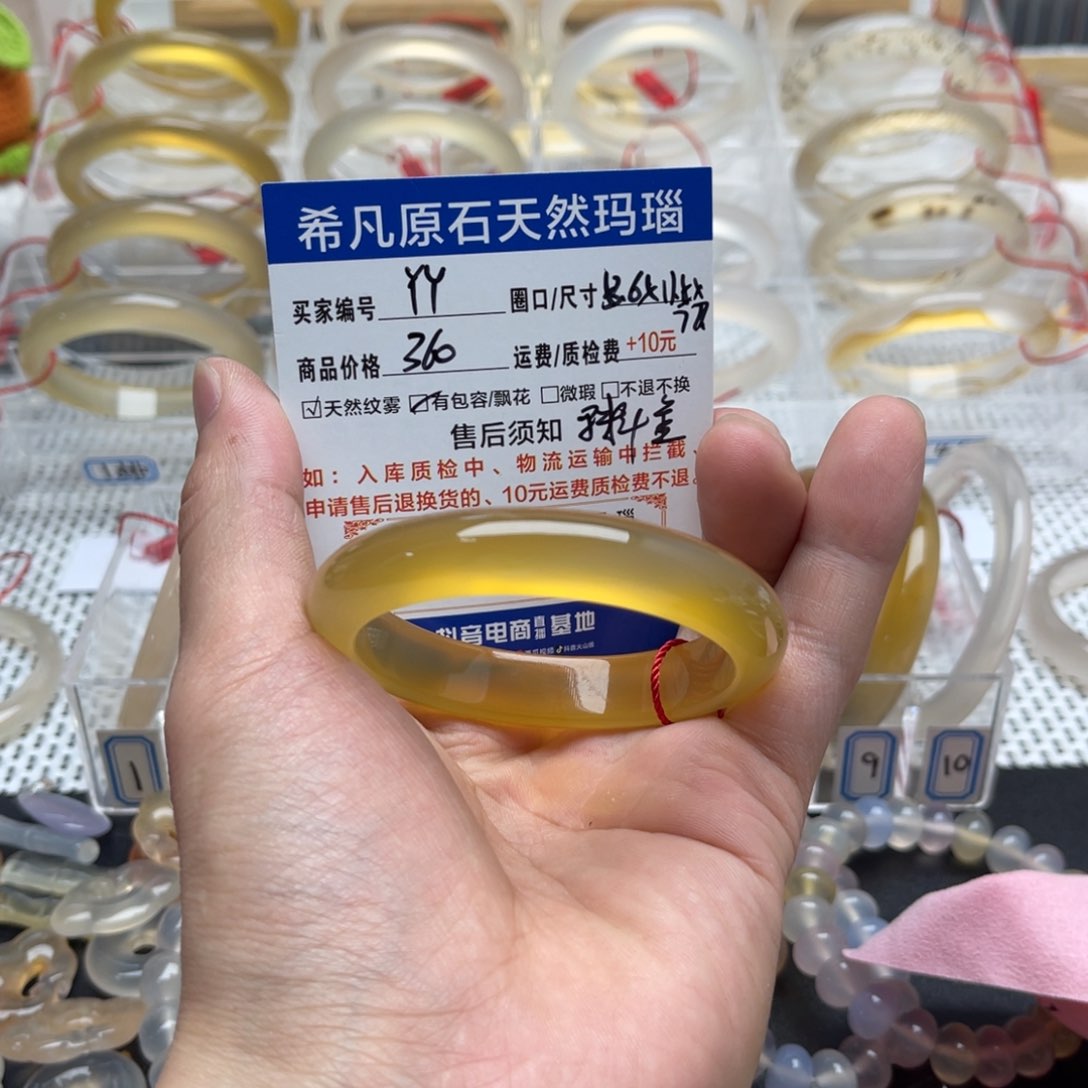 希凡原石天然玛瑙
买家编号 YY 圈口/尺寸
商品价格 360 运费/质检费 +10元
☑天然纹雾 ☑有包容/飘花 □微瑕 □不退不换
售后须知
如：入库质检中、物流运输中拦截、
申请售后退换货的、10元运费质检费不退。
抖音电商直播基地
1
9
10